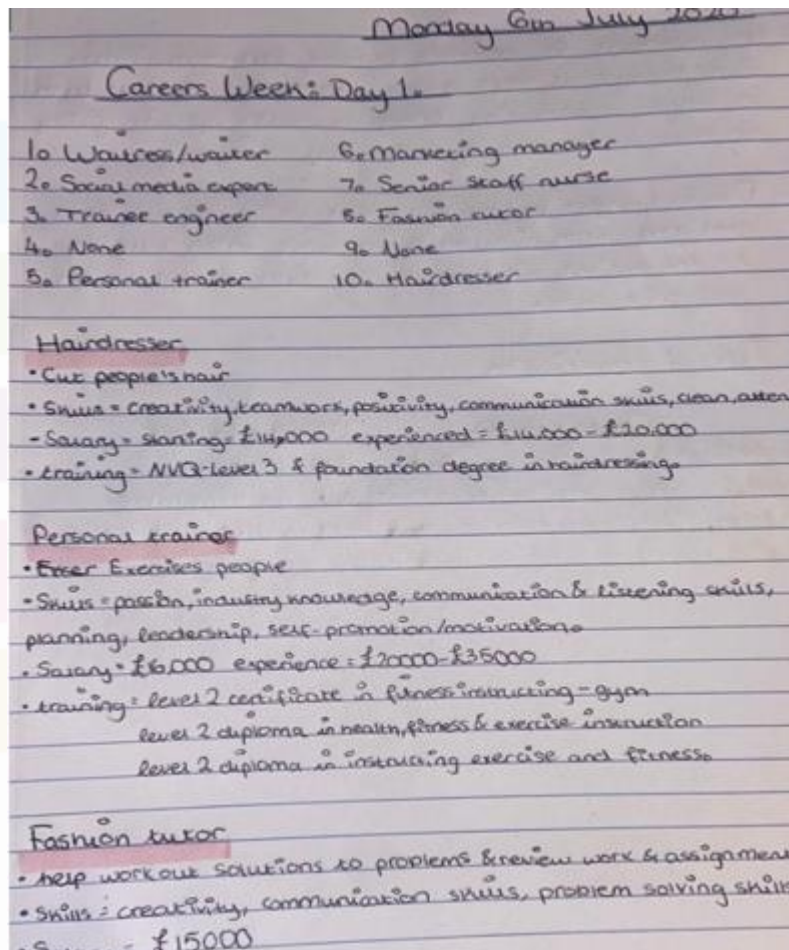 Monday 6th July 2020
Careers Week: Day 1.
1. Waitress/waiter 6. Marketing manager
2. Social media expert 7. Senior staff nurse
3. Trainee engineer 8. Fashion tutor
4. None 9. None
5. Personal trainer 10. Hairdresser
Hairdresser
• Cut people's hair
• Skills = creativity, teamwork, positivity, communication skills, clean, atten
- Salary = starting = £14,000 experienced = £14,000 - £20,000
• training = NVQ - level 3 & foundation degree in hairdressing.
Personal trainer
• Exercises people
• Skills = passion, industry knowledge, communication & listening skills,
planning, leadership, self-promotion/motivation.
• Salary = £16,000 experience = £20000 - £35000
• training = level 2 certificate in fitness instructing - gym
level 2 diploma in health, fitness & exercise instruction
level 2 diploma in instructing exercise and fitness.
Fashion tutor
• help workout solutions to problems & review work & assignmen
• Skills = creativity, communication skills, problem solving skills
£15000